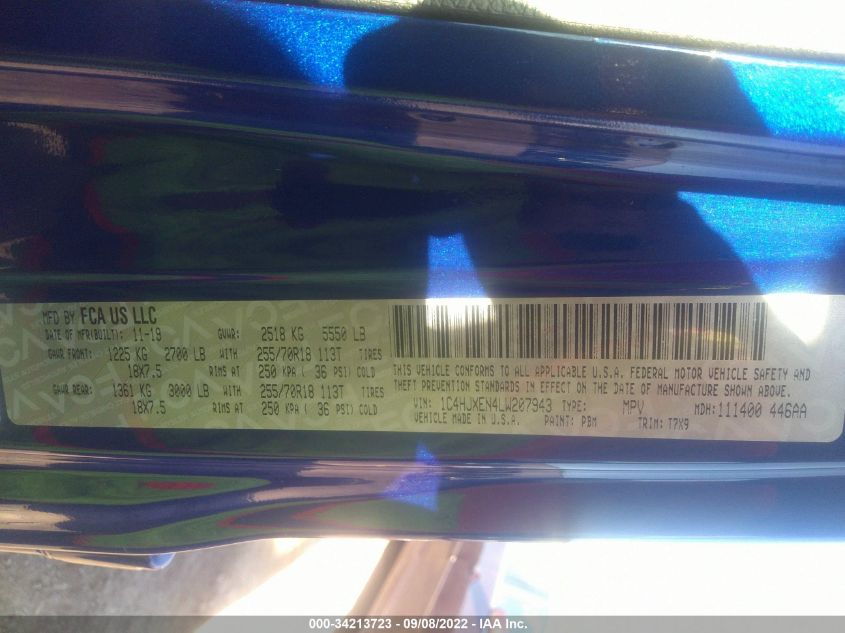 MFD BY FCA US LLC
DATE OF MFR(BUILT): 11-19 GVWR: 2518 KG 5550 LB
GAWR FRONT: 1225 KG 2700 LB WITH 255/70R18 113T TIRES
18X7.5 RIMS AT 250 KPA ( 36 PSI) COLD
GAWR REAR: 1361 KG 3000 LB WITH 255/70R18 113T TIRES
18X7.5 RIMS AT 250 KPA ( 36 PSI) COLD
THIS VEHICLE CONFORMS TO ALL APPLICABLE U.S.A. FEDERAL MOTOR VEHICLE SAFETY AND
THEFT PREVENTION STANDARDS IN EFFECT ON THE DATE OF MANUFACTURE SHOWN ABOVE.
VIN: 1C4HJXEN4LW207943 TYPE: MPV MDH: 111400 446AA
VEHICLE MADE IN U.S.A. PAINT: PBM TRIM: T7X9
000-34213723 - 09/08/2022 - IAA Inc.